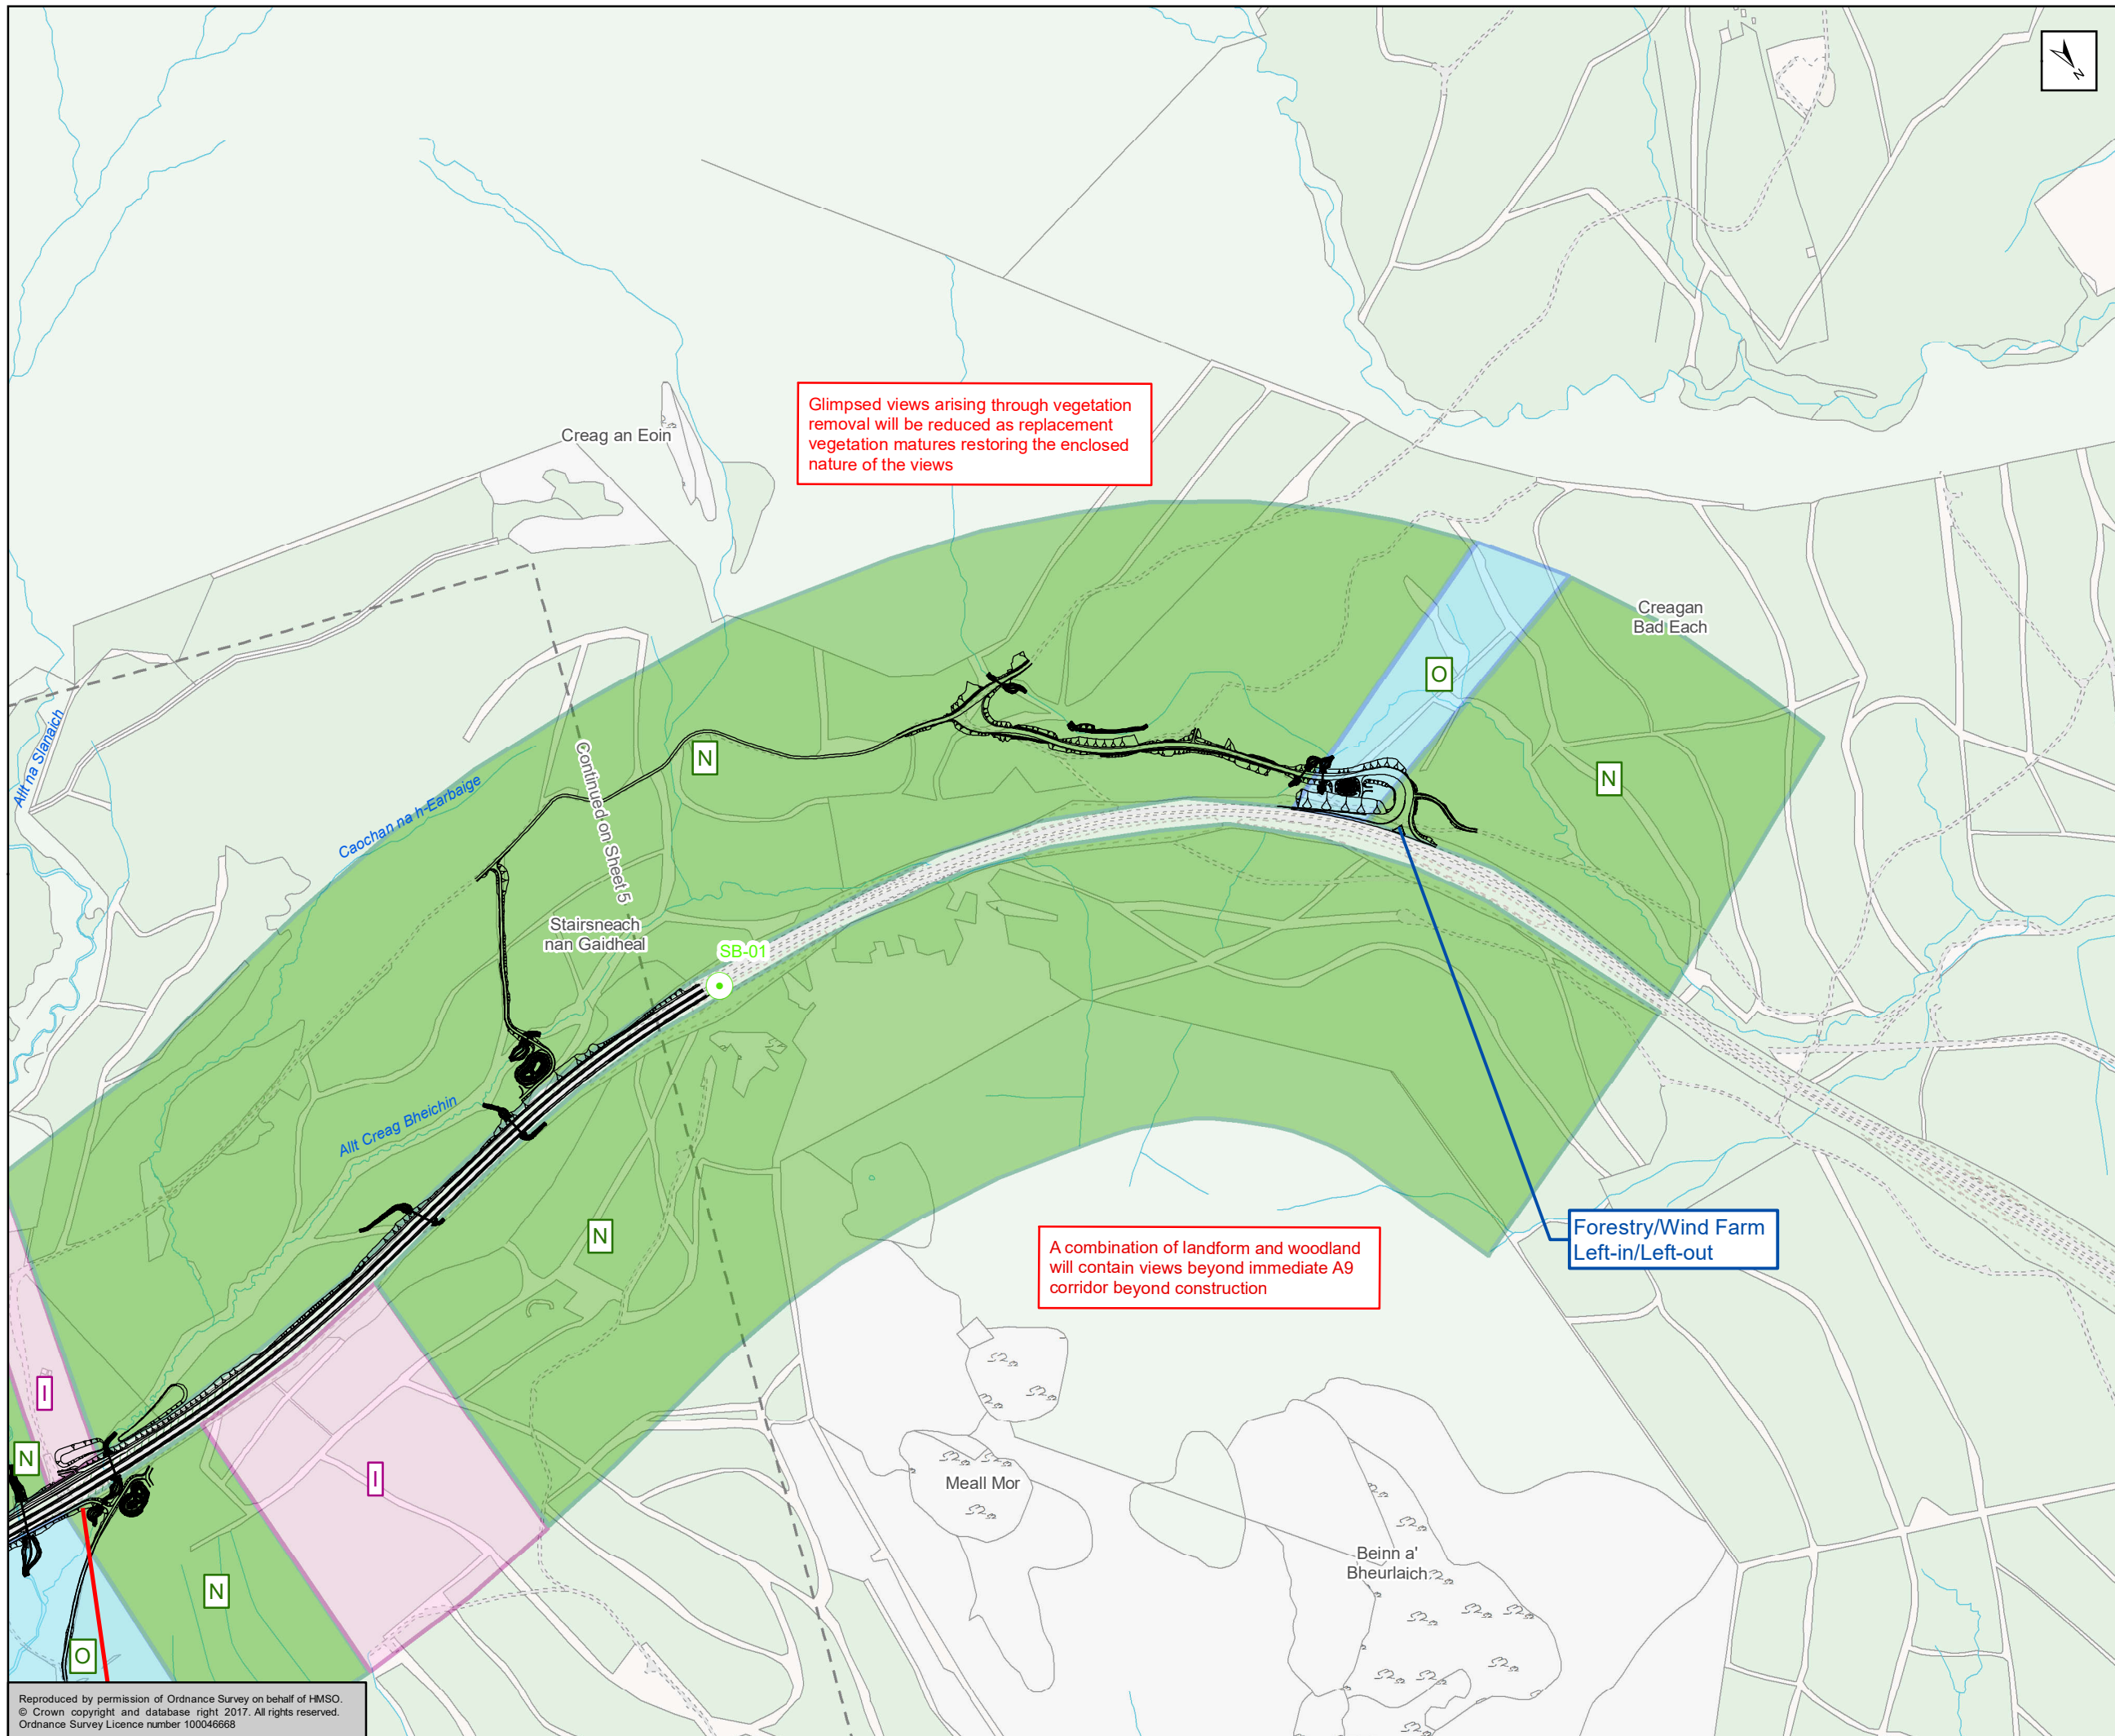 N
Glimpsed views arising through vegetation
removal will be reduced as replacement
vegetation matures restoring the enclosed
nature of the views
Creag an Eoin
Creagan
Bad Each
O
N
N
Allt na Slanaich
Caochan na h-Earbaige
Continued on Sheet 5
Stairsneach
nan Gaidheal
SB-01
Allt Creag Bheichin
N
A combination of landform and woodland
will contain views beyond immediate A9
corridor beyond construction
Forestry/Wind Farm
Left-in/Left-out
I
N
I
Meall Mor
Beinn a'
Bheurlaich
N
O
Reproduced by permission of Ordnance Survey on behalf of HMSO.
© Crown copyright and database right 2017. All rights reserved.
Ordnance Survey Licence number 100046668